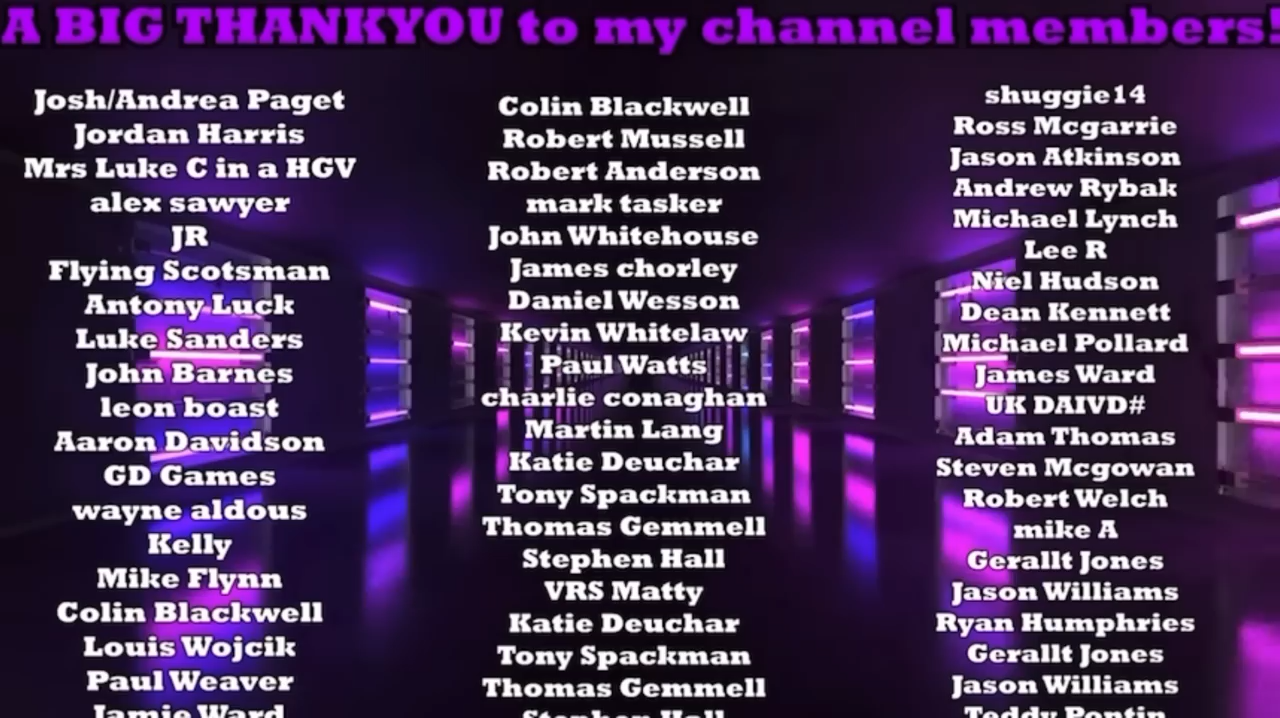 A BIG THANKYOU to my channel members!
Josh/Andrea Paget
Jordan Harris
Mrs Luke C in a HGV
alex sawyer
JR
Flying Scotsman
Antony Luck
Luke Sanders
John Barnes
leon boast
Aaron Davidson
GD Games
wayne aldous
Kelly
Mike Flynn
Colin Blackwell
Louis Wojcik
Paul Weaver
Jamie Ward
Colin Blackwell
Robert Mussell
Robert Anderson
mark tasker
John Whitehouse
James chorley
Daniel Wesson
Kevin Whitelaw
Paul Watts
charlie conaghan
Martin Lang
Katie Deuchar
Tony Spackman
Thomas Gemmell
Stephen Hall
VRS Matty
Katie Deuchar
Tony Spackman
Thomas Gemmell
Stephen Hall
shuggie14
Ross Mcgarrie
Jason Atkinson
Andrew Rybak
Michael Lynch
Lee R
Niel Hudson
Dean Kennett
Michael Pollard
James Ward
UK DAIVD#
Adam Thomas
Steven Mcgowan
Robert Welch
mike A
Gerallt Jones
Jason Williams
Ryan Humphries
Gerallt Jones
Jason Williams
Teddy Pontin